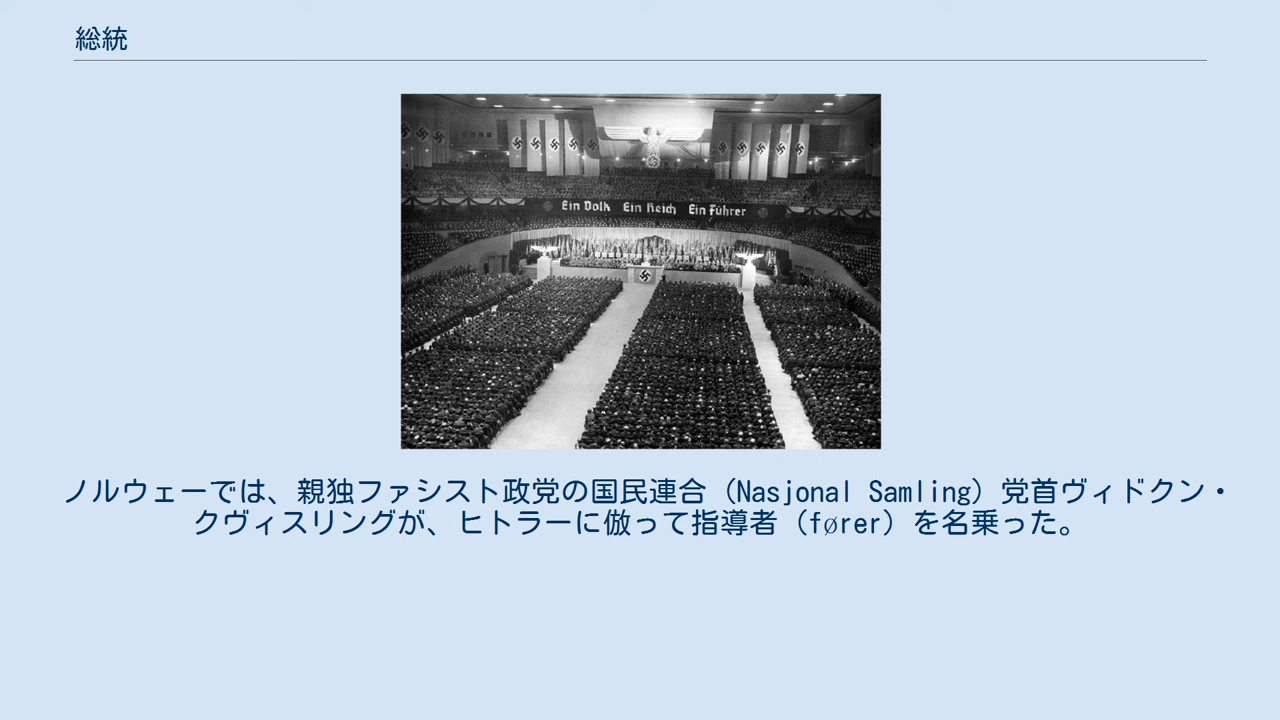 総統
Ein Volk Ein Reich Ein Führer
ノルウェーでは、親独ファシスト政党の国民連合（Nasjonal Samling）党首ヴィドクン・
クヴィスリングが、ヒトラーに倣って指導者（fører）を名乗った。